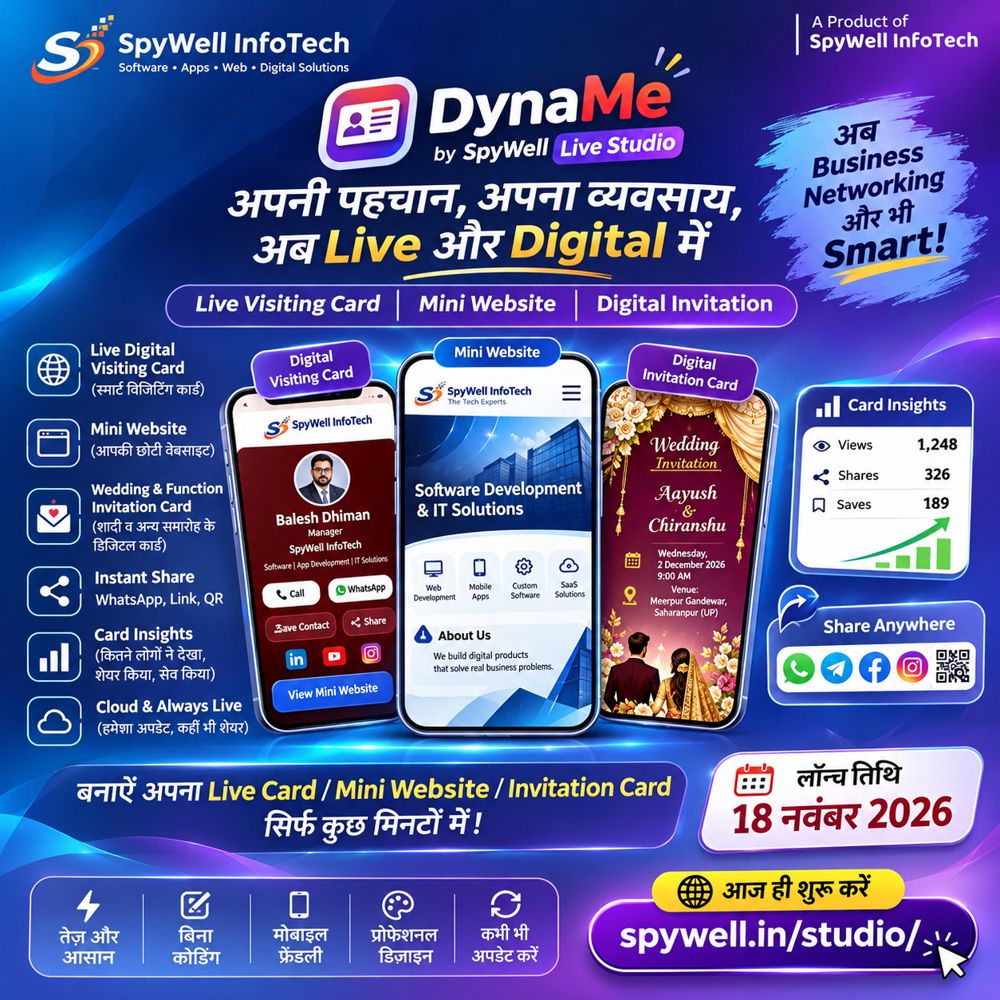 SpyWell InfoTech
Software • Apps • Web • Digital Solutions
A Product of
SpyWell InfoTech
DynaMe
by SpyWell Live Studio
अब
Business
Networking
और भी
Smart!
अपनी पहचान, अपना व्यवसाय,
अब Live और Digital में
Live Visiting Card | Mini Website | Digital Invitation
Live Digital
Visiting Card
(स्मार्ट विजिटिंग कार्ड)
Mini Website
(आपकी छोटी वेबसाइट)
Wedding & Function
Invitation Card
(शादी व अन्य समारोह के
डिजिटल कार्ड)
Instant Share
WhatsApp, Link, QR
Card Insights
(कितने लोगों ने देखा,
शेयर किया, सेव किया)
Cloud & Always Live
(हमेशा अपडेट, कहीं भी शेयर)
Digital
Visiting Card
SpyWell InfoTech
Balesh Dhiman
Manager
SpyWell InfoTech
Software | App Development | IT Solutions
Call
WhatsApp
Save Contact
Share
View Mini Website
Mini Website
SpyWell InfoTech
The Tech Experts
Software Development
& IT Solutions
Web
Development
Mobile
Apps
Custom
Software
SaaS
Solutions
About Us
We build digital products
that solve real business problems.
Digital
Invitation Card
Wedding
Invitation
Aayush
&
Chiranshu
Wednesday,
2 December 2026
9:00 AM
Venue:
Meerpur Gandewar,
Saharanpur (UP)
Card Insights
Views 1,248
Shares 326
Saves 189
Share Anywhere
बनाऐं अपना Live Card / Mini Website / Invitation Card
सिर्फ कुछ मिनटों में !
लॉन्च तिथि
18 नवंबर 2026
तेज़ और
आसान
बिना
कोडिंग
मोबाइल
फ्रेंडली
प्रोफेशनल
डिज़ाइन
कभी भी
अपडेट करें
आज ही शुरू करें
spywell.in/studio/